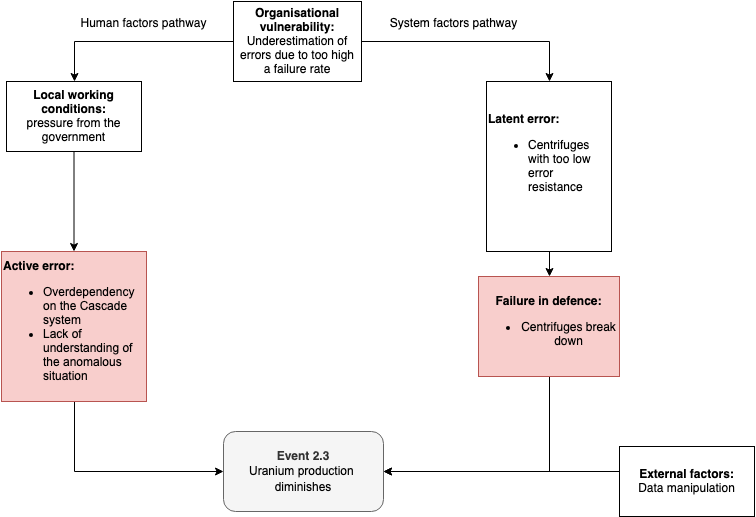 Human factors pathway
Organisational
vulnerability:
Underestimation of
errors due to too high
a failure rate
System factors pathway
Local working
conditions:
pressure from the
government
Latent error:
• Centrifuges
with too low
error
resistance
Active error:
• Overdependency
on the Cascade
system
• Lack of
understanding of
the anomalous
situation
Failure in defence:
• Centrifuges break
down
Event 2.3
Uranium production
diminishes
External factors:
Data manipulation